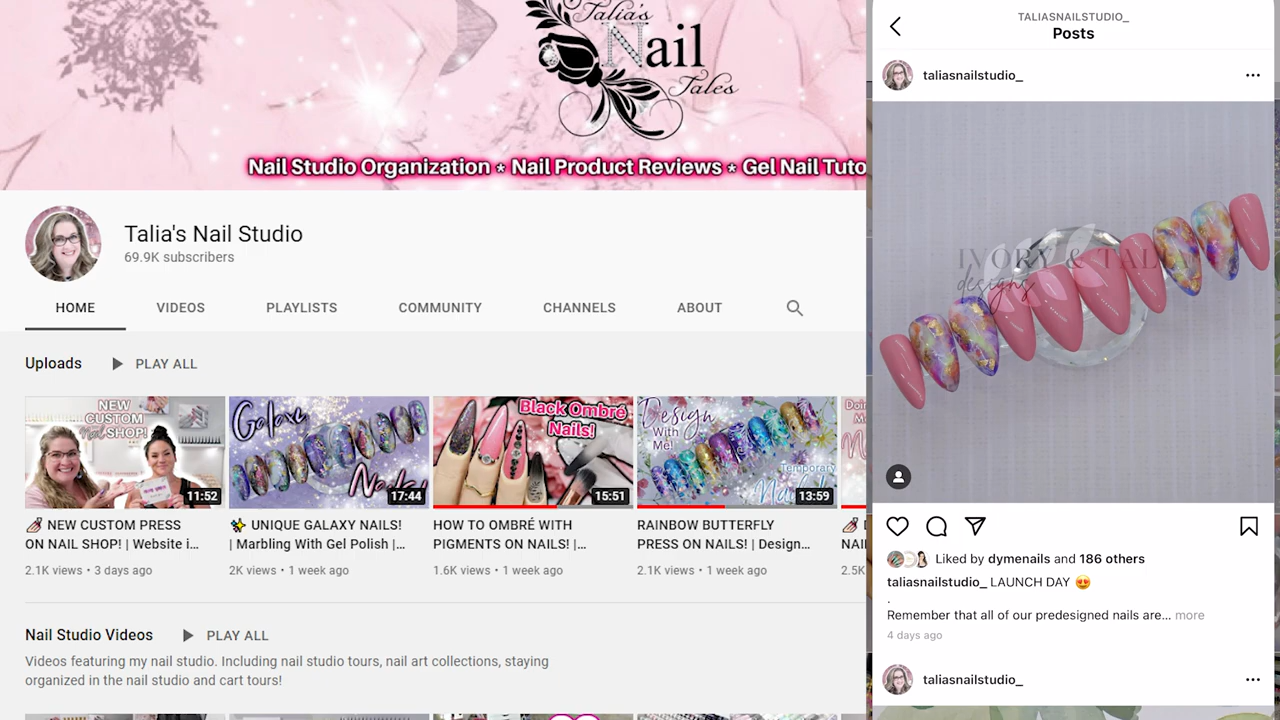 Talia's
Nail
Tales
Nail Studio Organization * Nail Product Reviews * Gel Nail Tuto
Talia's Nail Studio
69.9K subscribers
HOME
VIDEOS
PLAYLISTS
COMMUNITY
CHANNELS
ABOUT
Uploads
PLAY ALL
NEW
CUSTOM
Nail SHOP!
11:52
Galaxy
Nails
17:44
Black Ombré
Nails!
15:51
Design
With
Me!
Temporary
Nails
13:59
NEW CUSTOM PRESS
ON NAIL SHOP! | Website i...
2.1K views • 3 days ago
UNIQUE GALAXY NAILS!
| Marbling With Gel Polish |...
2K views • 1 week ago
HOW TO OMBRÉ WITH
PIGMENTS ON NAILS! |...
1.6K views • 1 week ago
RAINBOW BUTTERFLY
PRESS ON NAILS! | Design...
2.1K views • 1 week ago
NAI
2.5K
Nail Studio Videos
PLAY ALL
Videos featuring my nail studio. Including nail studio tours, nail art collections, staying
organized in the nail studio and cart tours!
TALIASNAILSTUDIO_
Posts
taliasnailstudio_
IVORY & TALIA
designs
Liked by dymenails and 186 others
taliasnailstudio_ LAUNCH DAY 😍
.
Remember that all of our predesigned nails are... more
4 days ago
taliasnailstudio_